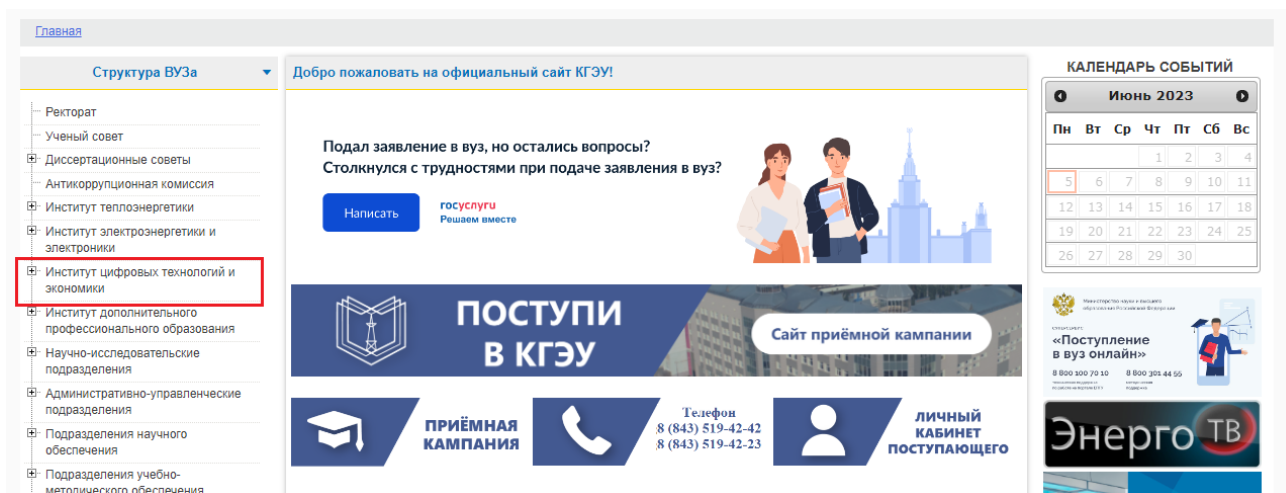 Главная
Структура ВУЗа
Ректорат
Ученый совет
Диссертационные советы
Антикоррупционная комиссия
Институт теплоэнергетики
Институт электроэнергетики и
электроники
Институт цифровых технологий и
экономики
Институт дополнительного
профессионального образования
Научно-исследовательские
подразделения
Административно-управленческие
подразделения
Подразделения научного
обеспечения
Подразделения учебно-
методического обеспечения
Добро пожаловать на официальный сайт КГЭУ!
Подал заявление в вуз, но остались вопросы?
Столкнулся с трудностями при подаче заявления в вуз?
Написать
госуслуги
Решаем вместе
ПОСТУПИ
В КГЭУ
Сайт приёмной кампании
ПРИЁМНАЯ
КАМПАНИЯ
Телефон
8 (843) 519-42-42
8 (843) 519-42-23
ЛИЧНЫЙ
КАБИНЕТ
ПОСТУПАЮЩЕГО
КАЛЕНДАРЬ СОБЫТИЙ
Июнь 2023
Пн Вт Ср Чт Пт Сб Вс
1 2 3 4
5 6 7 8 9 10 11
12 13 14 15 16 17 18
19 20 21 22 23 24 25
26 27 28 29 30
«Поступление
в вуз онлайн»
8 800 100 70 10 8 800 301 44 55
Энерго ТВ